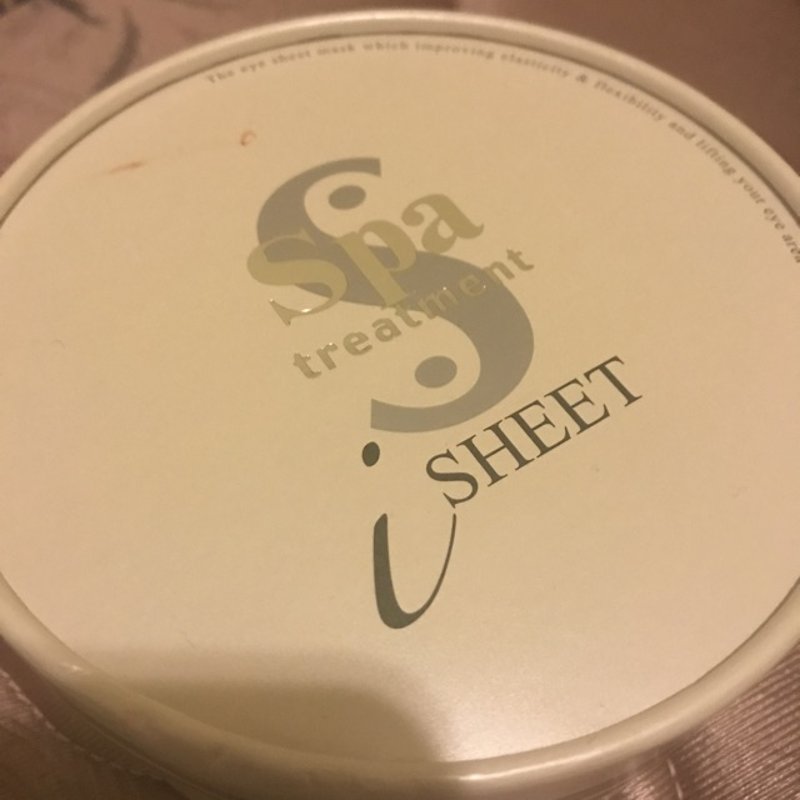 The eye sheet mask which improving elasticity & flexibility and lifting your eye area
S
Spa
treatment
i SHEET